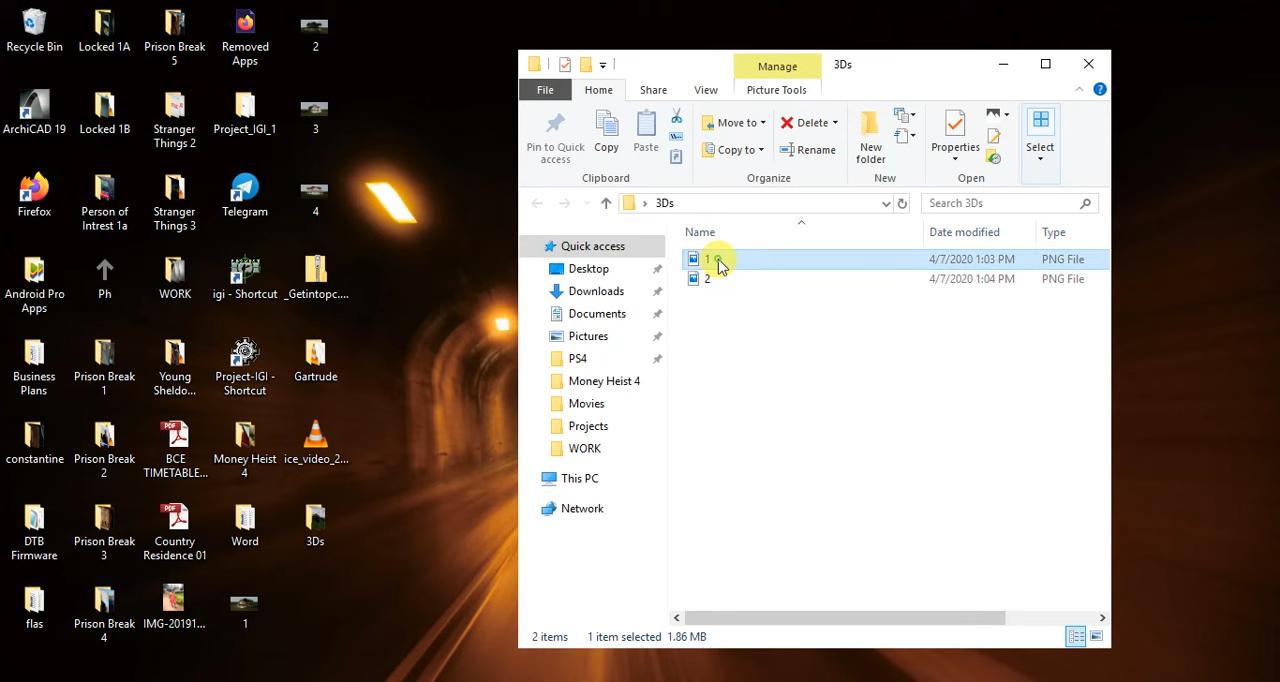 Recycle Bin
Locked 1A
Prison Break
5
Removed
Apps
2
ArchiCAD 19
Locked 1B
Stranger
Things 2
Project_IGI_1
3
Firefox
Person of
Intrest 1a
Stranger
Things 3
Telegram
4
Android Pro
Apps
Ph
WORK
igi - Shortcut
_Getintopc....
Business
Plans
Prison Break
1
Young
Sheldo...
Project-IGI -
Shortcut
Gartrude
constantine
Prison Break
2
BCE
TIMETABLE...
Money Heist
4
ice_video_2...
DTB
Firmware
Prison Break
3
Country
Residence 01
Word
3Ds
flas
Prison Break
4
IMG-20191...
1
Manage
3Ds
File
Home
Share
View
Picture Tools
Pin to Quick
access
Copy
Paste
Move to
Copy to
Delete
Rename
New
folder
Properties
Select
Clipboard
Organize
New
Open
3Ds
Search 3Ds
Quick access
Desktop
Downloads
Documents
Pictures
PS4
Money Heist 4
Movies
Projects
WORK
This PC
Network
Name
Date modified
Type
1
4/7/2020 1:03 PM
PNG File
2
4/7/2020 1:04 PM
PNG File
2 items
1 item selected 1.86 MB